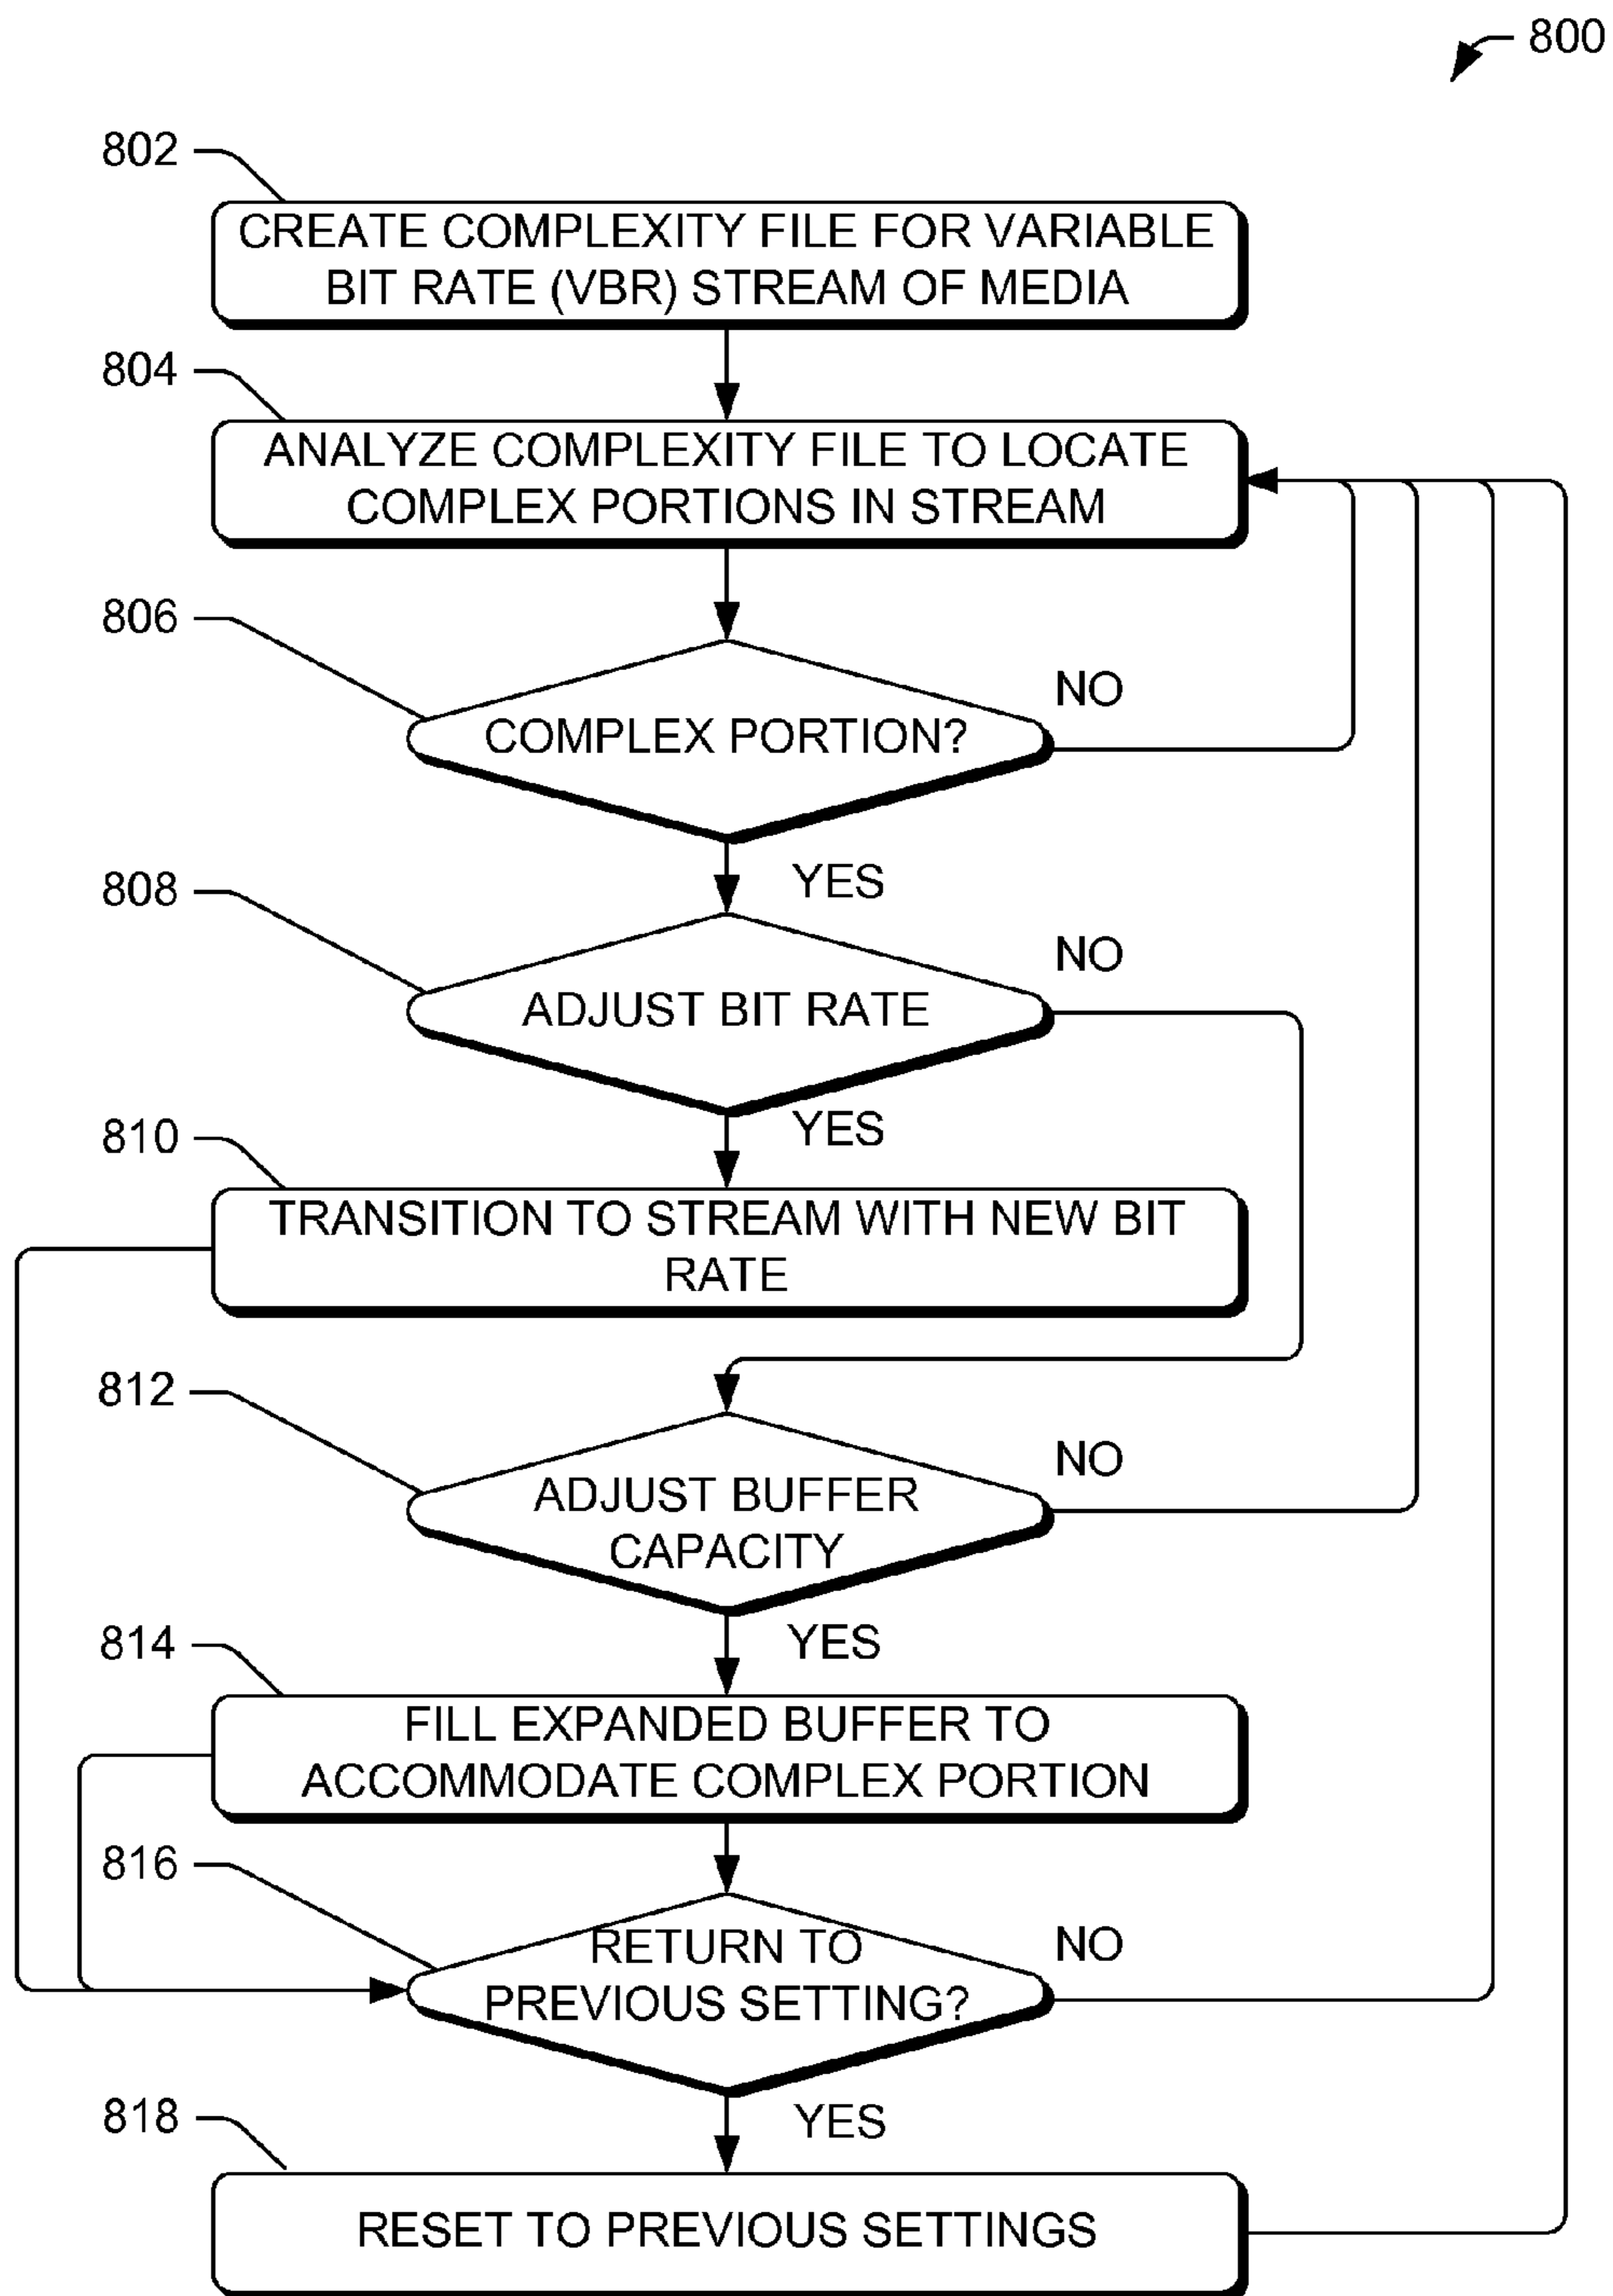 800
802
CREATE COMPLEXITY FILE FOR VARIABLE
BIT RATE (VBR) STREAM OF MEDIA
804
ANALYZE COMPLEXITY FILE TO LOCATE
COMPLEX PORTIONS IN STREAM
806
COMPLEX PORTION?
NO
YES
808
ADJUST BIT RATE
NO
YES
810
TRANSITION TO STREAM WITH NEW BIT
RATE
812
ADJUST BUFFER
CAPACITY
NO
YES
814
FILL EXPANDED BUFFER TO
ACCOMMODATE COMPLEX PORTION
816
RETURN TO
PREVIOUS SETTING?
NO
YES
818
RESET TO PREVIOUS SETTINGS